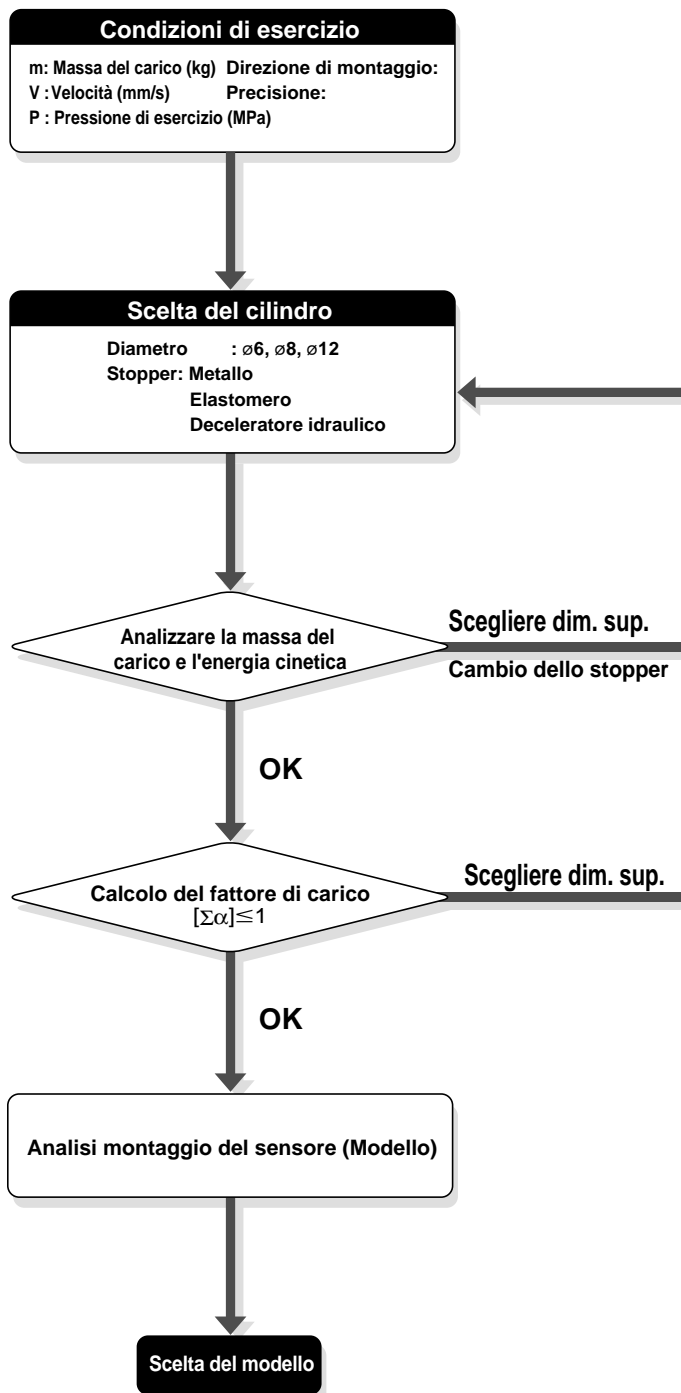 Condizioni di esercizio
m: Massa del carico (kg) Direzione di montaggio:
V : Velocità (mm/s) Precisione:
P : Pressione di esercizio (MPa)
Scelta del cilindro
Diametro : ø6, ø8, ø12
Stopper: Metallo
Elastomero
Deceleratore idraulico
Analizzare la massa del
carico e l'energia cinetica
Scegliere dim. sup.
Cambio dello stopper
OK
Calcolo del fattore di carico
[Σα]≤1
Scegliere dim. sup.
OK
Analisi montaggio del sensore (Modello)
Scelta del modello